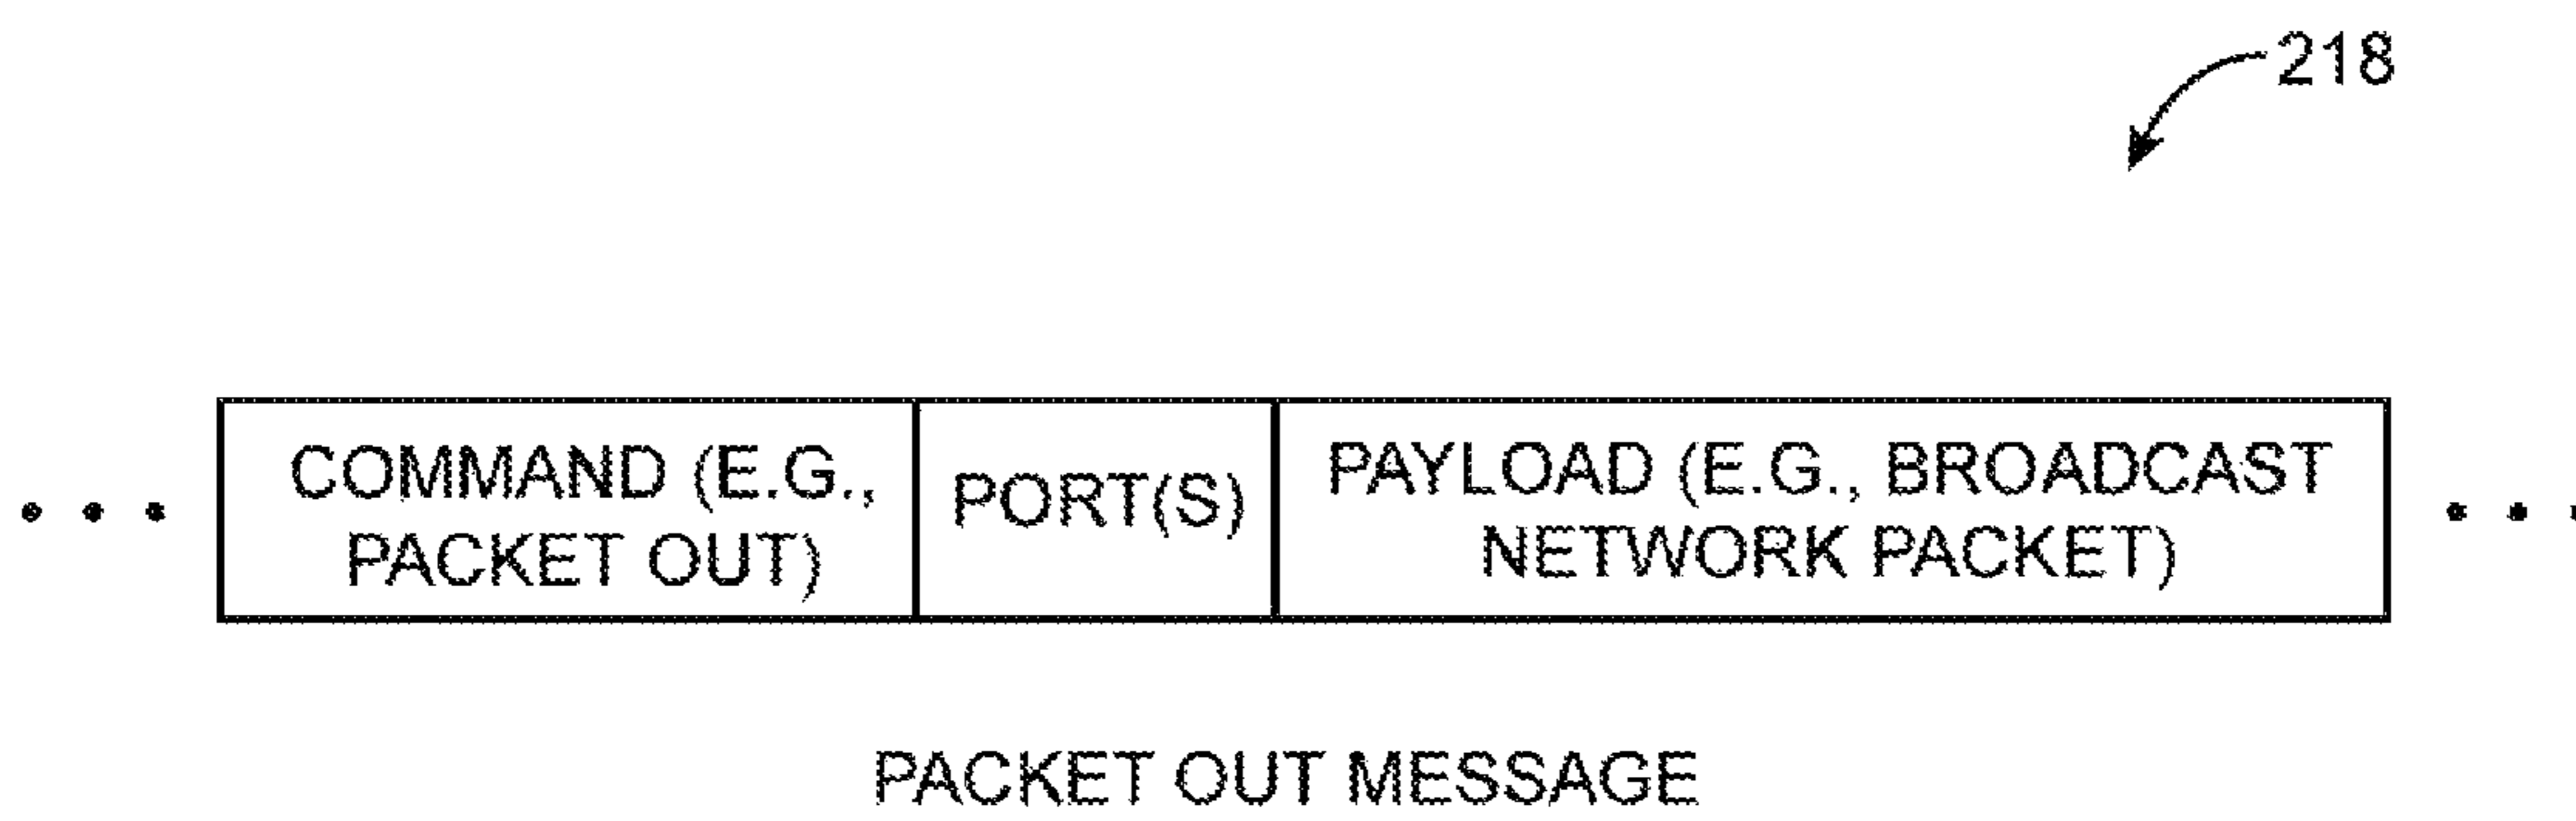 218
COMMAND (E.G.,
PACKET OUT)
PORT(S)
PAYLOAD (E.G., BROADCAST
NETWORK PACKET)
PACKET OUT MESSAGE